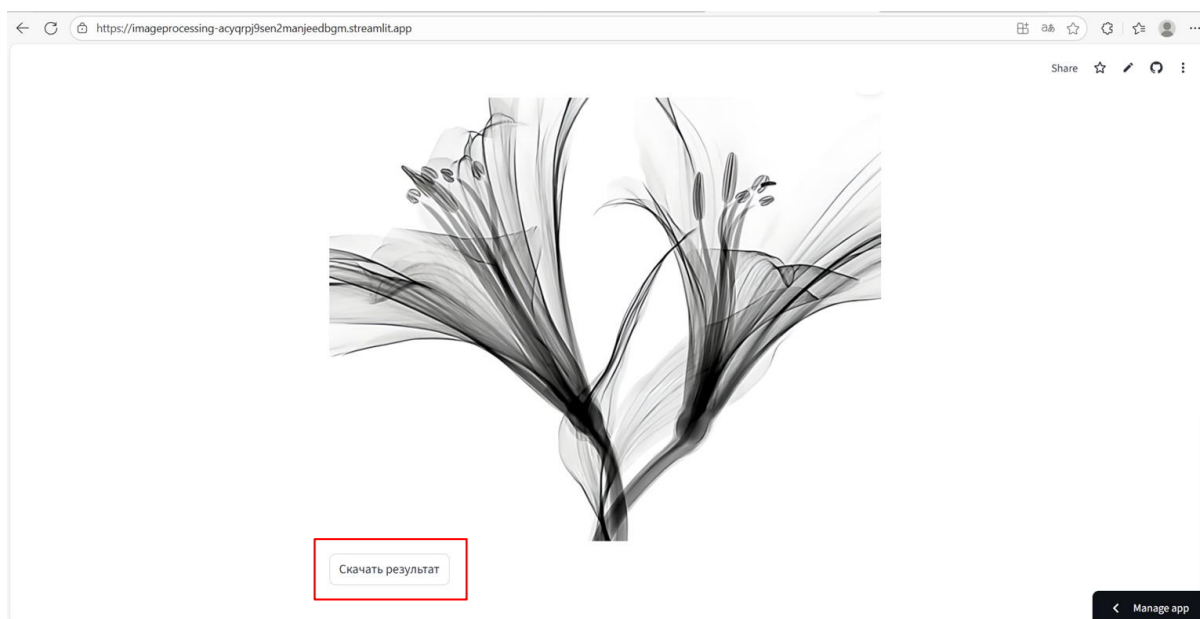 https://imageprocessing-acyqrpj9sen2manjeedbgm.streamlit.app
Share
Скачать результат
Manage app